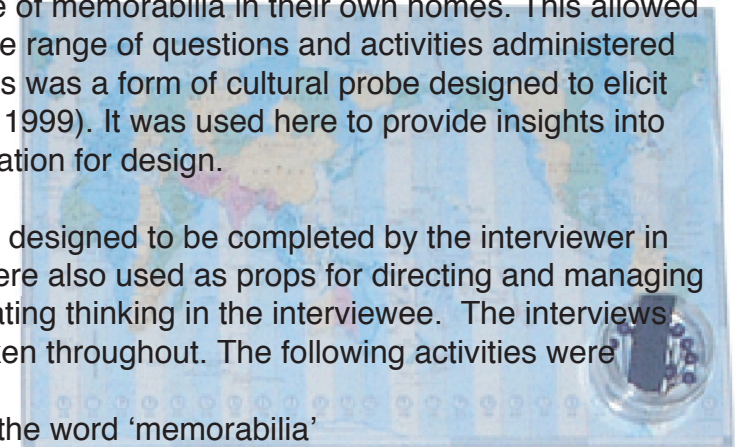 e of memorabilia in their own homes. This allowed
e range of questions and activities administered
s was a form of cultural probe designed to elicit
1999). It was used here to provide insights into
ation for design.
designed to be completed by the interviewer in
ere also used as props for directing and managing
ating thinking in the interviewee. The interviews
ken throughout. The following activities were
the word ‘memorabilia’